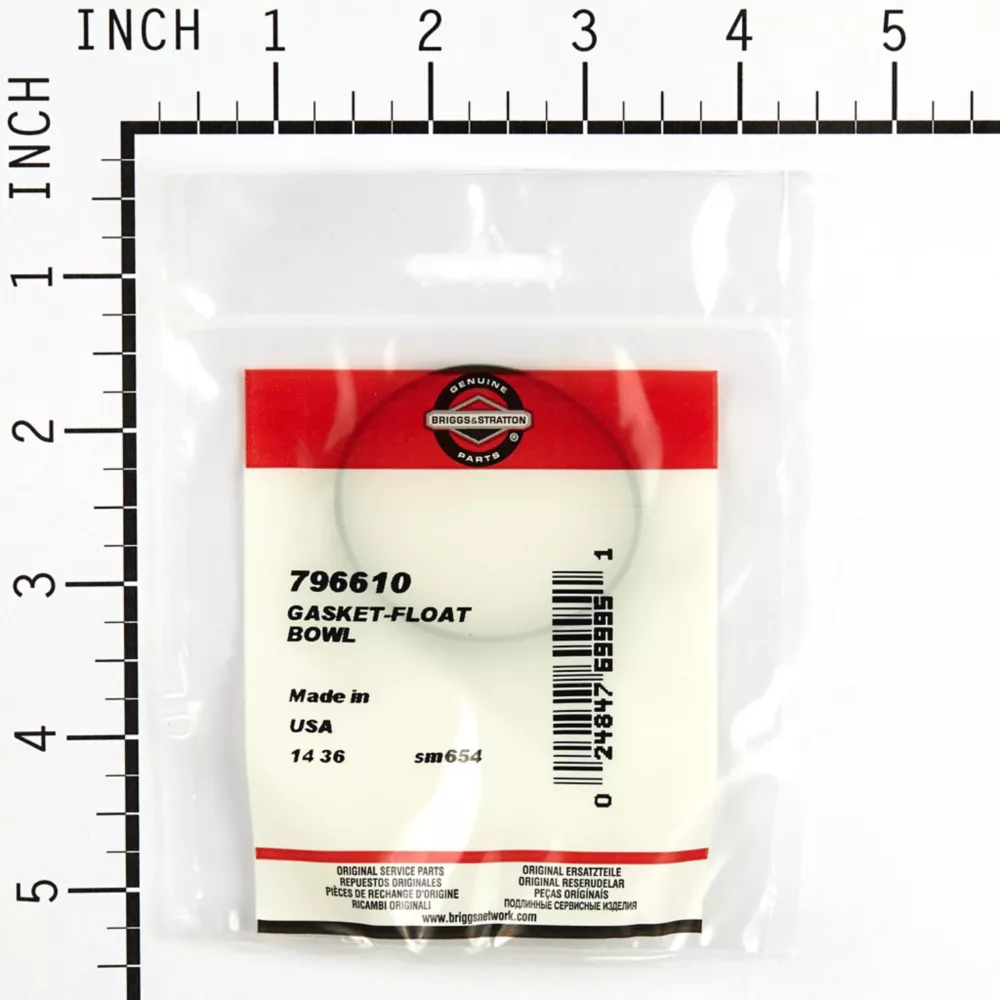 INCH 1 2 3 4 5
INCH
1
2
3
4
5
GENUINE
BRIGGS&STRATTON
®
PARTS
796610
GASKET-FLOAT
BOWL
Made in
USA
14 36 sm654
0 24847 69995 1
ORIGINAL SERVICE PARTS
REPUESTOS ORIGINALES
PIÈCES DE RECHANGE D'ORIGINE
RICAMBI ORIGINALI
ORIGINAL ERSATZTEILE
ORIGINAL RESERUDELAR
PEÇAS ORIGÍNAIS
ПОДЛИННЫЕ СЕРВИСНЫЕ ИЗДЕЛИЯ
www.briggsnetwork.com